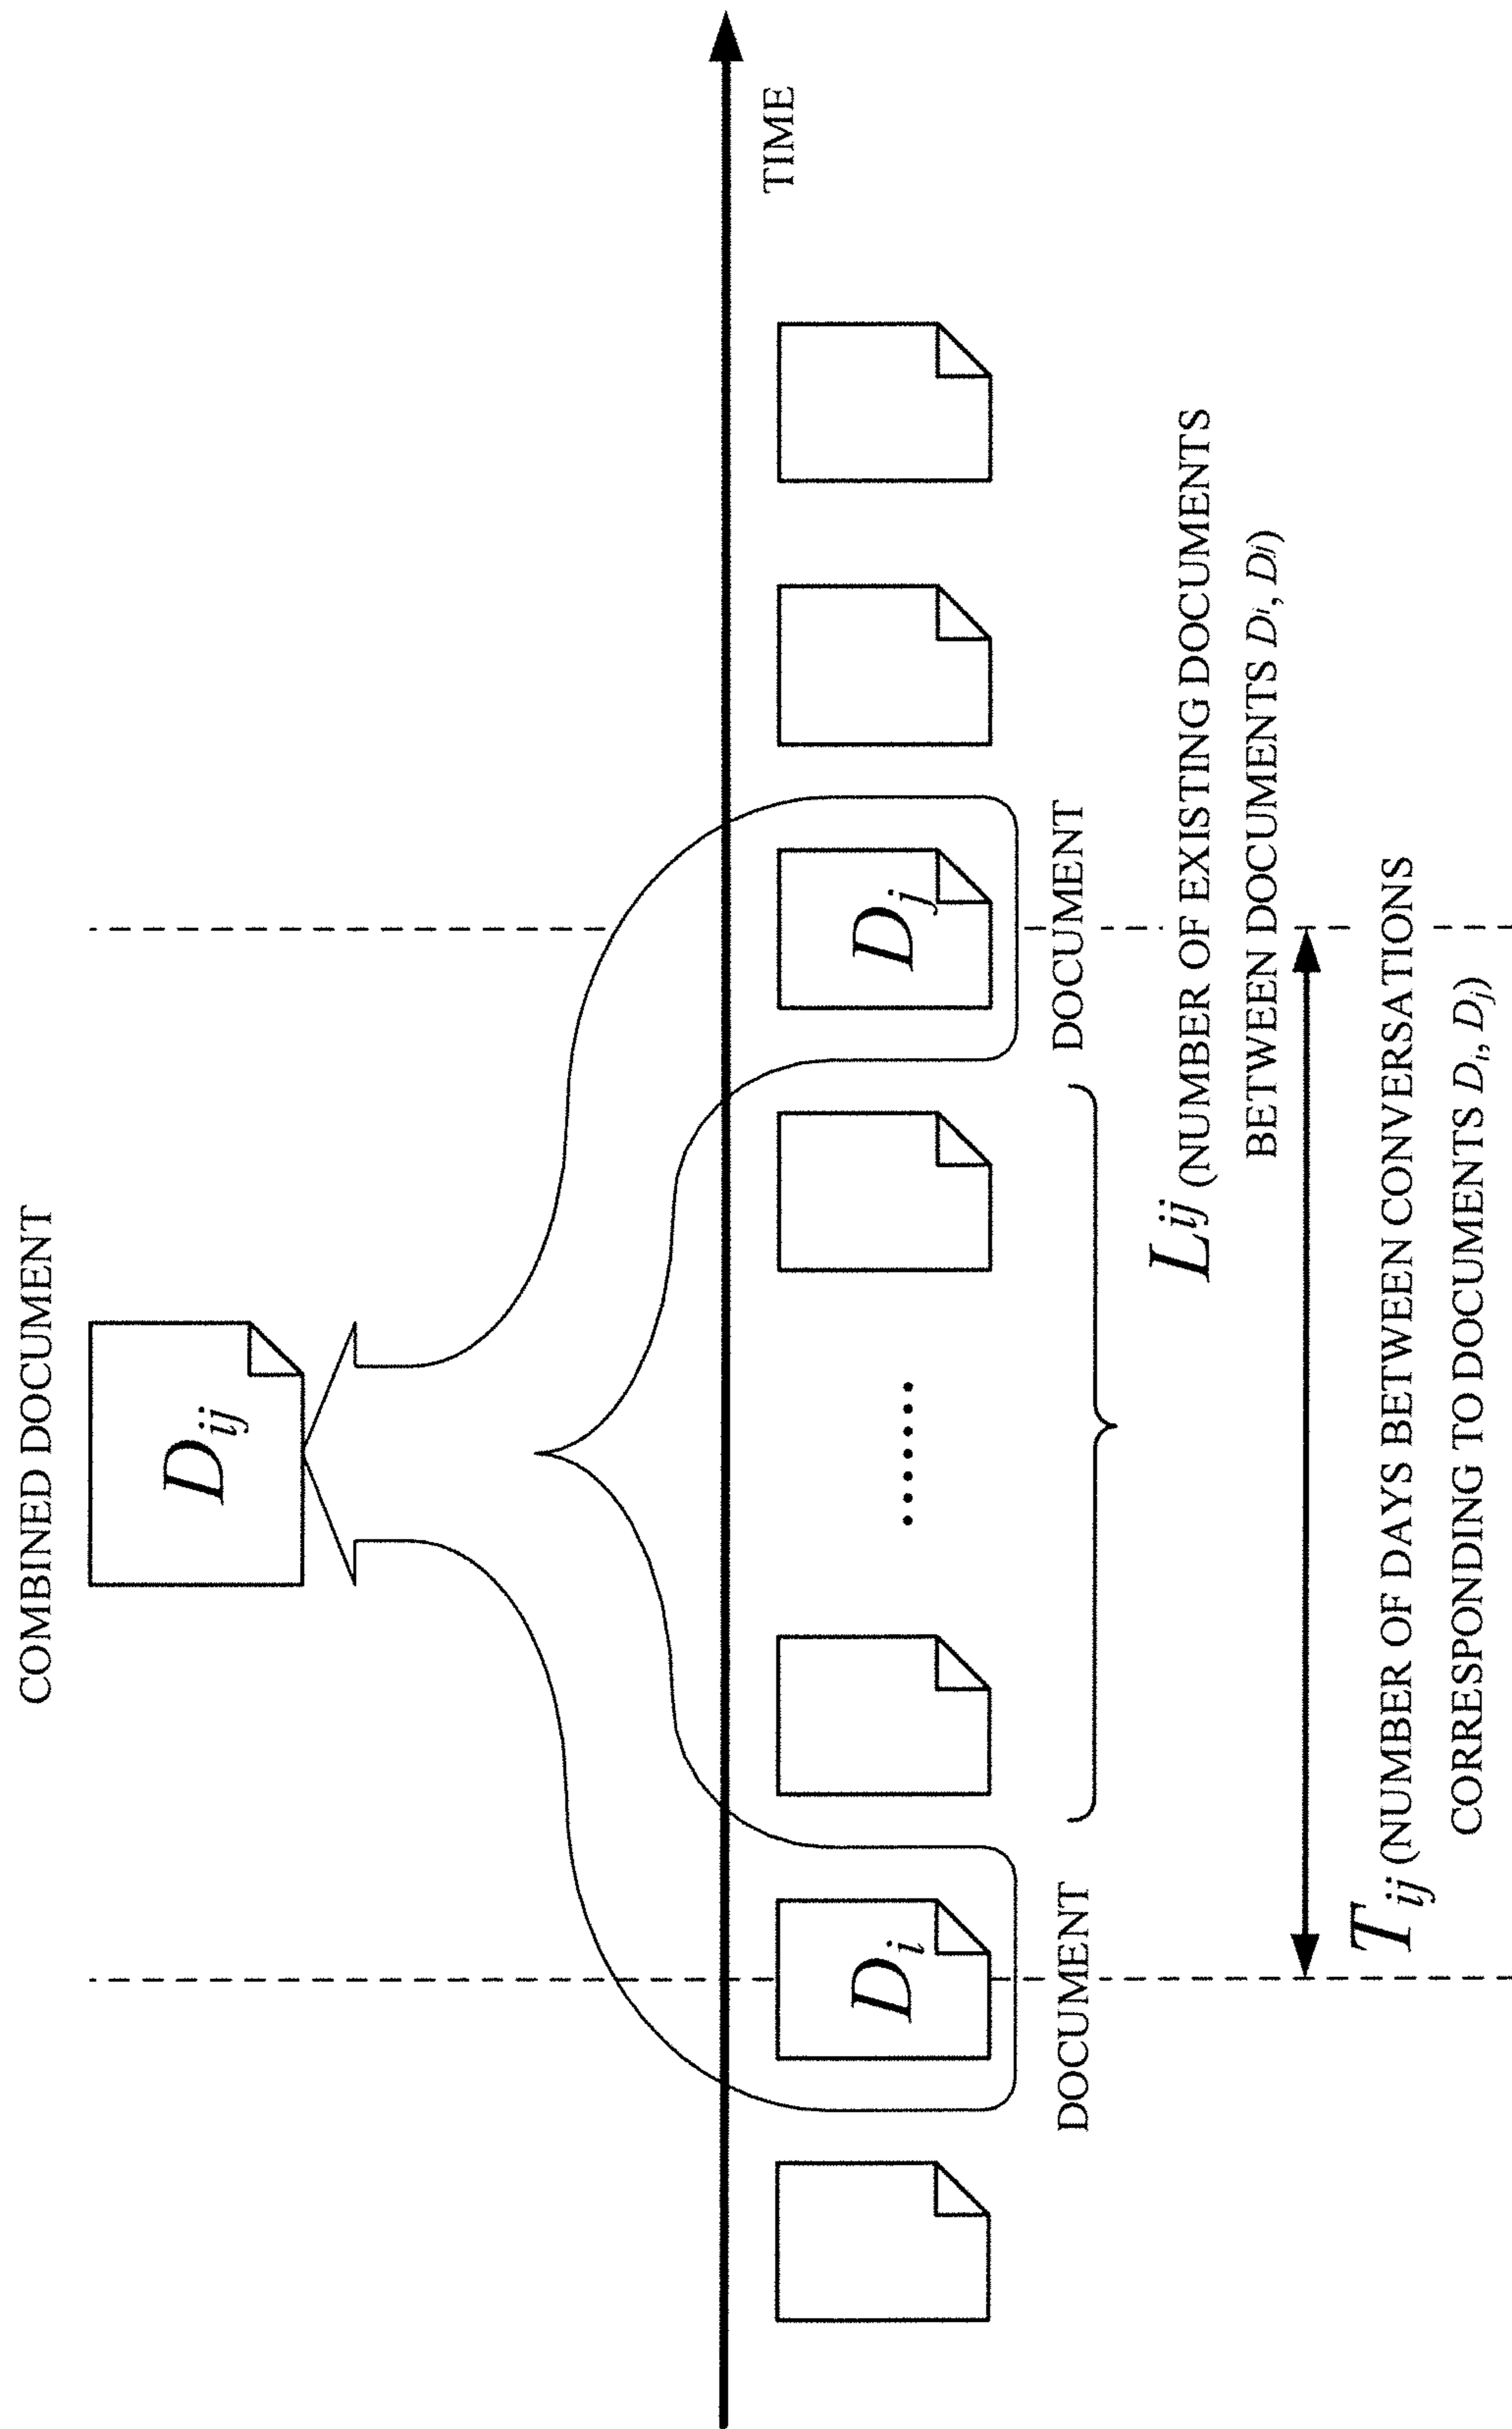 COMBINED DOCUMENT
Dij
TIME
Di
Dj
.......
DOCUMENT
DOCUMENT
Lij (NUMBER OF EXISTING DOCUMENTS
BETWEEN DOCUMENTS Di, Dj)
Tij (NUMBER OF DAYS BETWEEN CONVERSATIONS
CORRESPONDING TO DOCUMENTS Di, Dj)